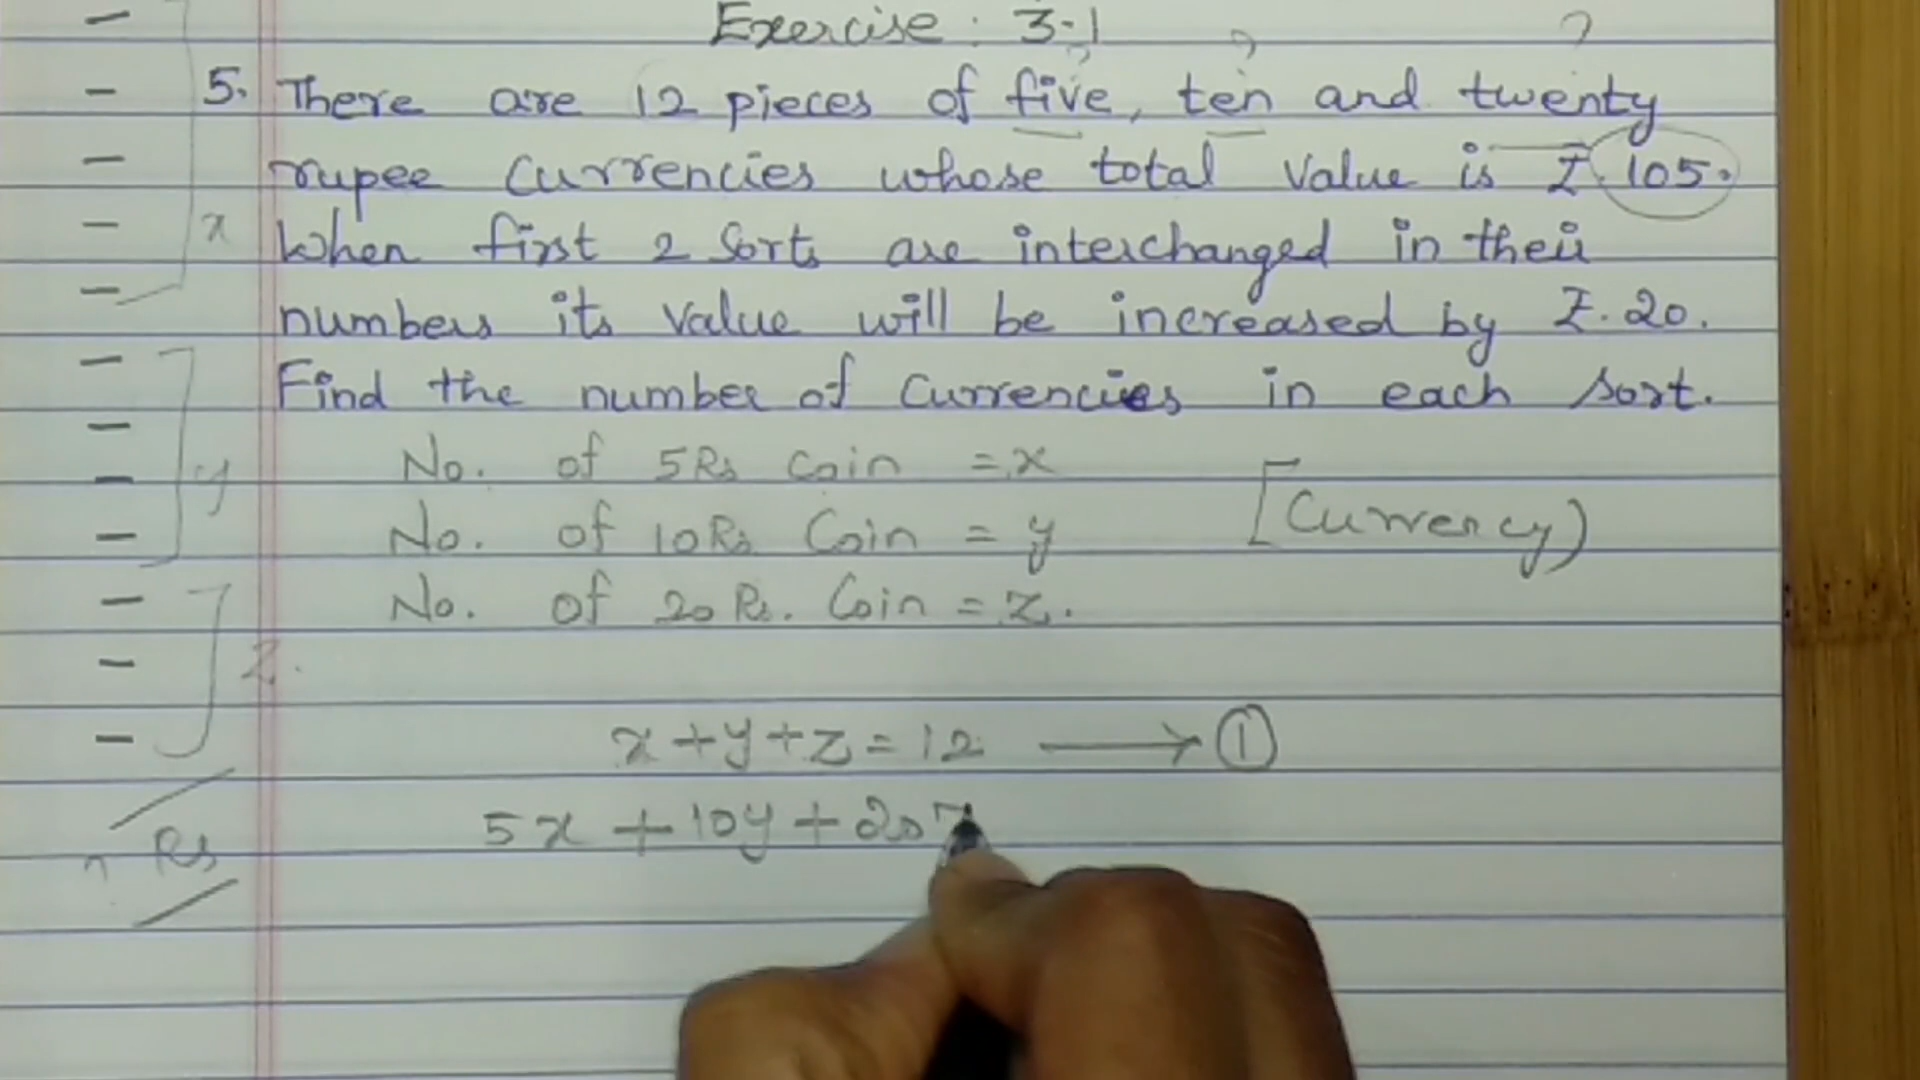 Exercise : 3.1
5. There are 12 pieces of five, ten and twenty
rupee currencies whose total value is ₹.105.
When first 2 sorts are interchanged in their
numbers its value will be increased by ₹.20.
Find the number of currencies in each sort.
No. of 5Rs Coin = x
No. of 10Rs Coin = y
[Currency)
No. of 20 Rs. Coin = z.
x
y
z.
x + y + z = 12 → ①
5x + 10y + 20z
Rs